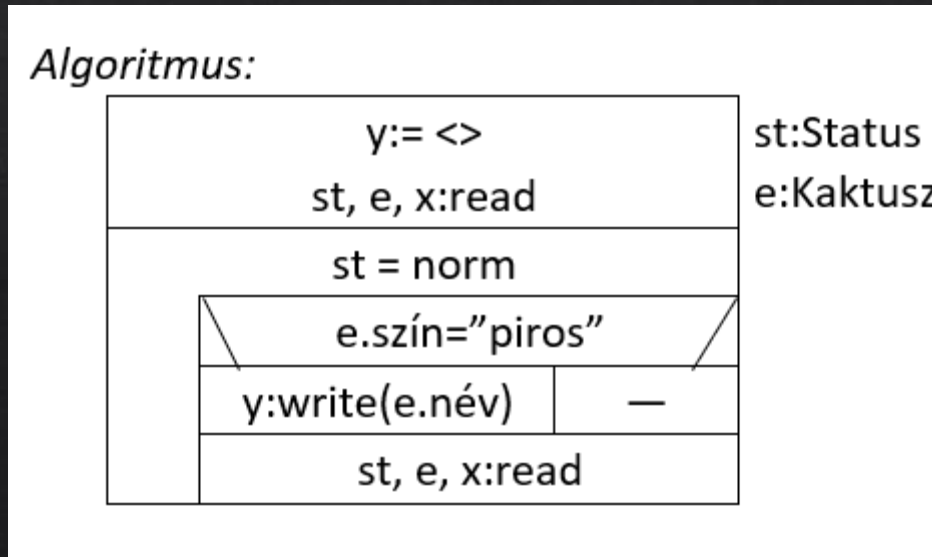 Algoritmus:
y:= <>
st:Status
st, e, x:read
e:Kaktusz
st = norm
e.szín=”piros”
y:write(e.név)
—
st, e, x:read